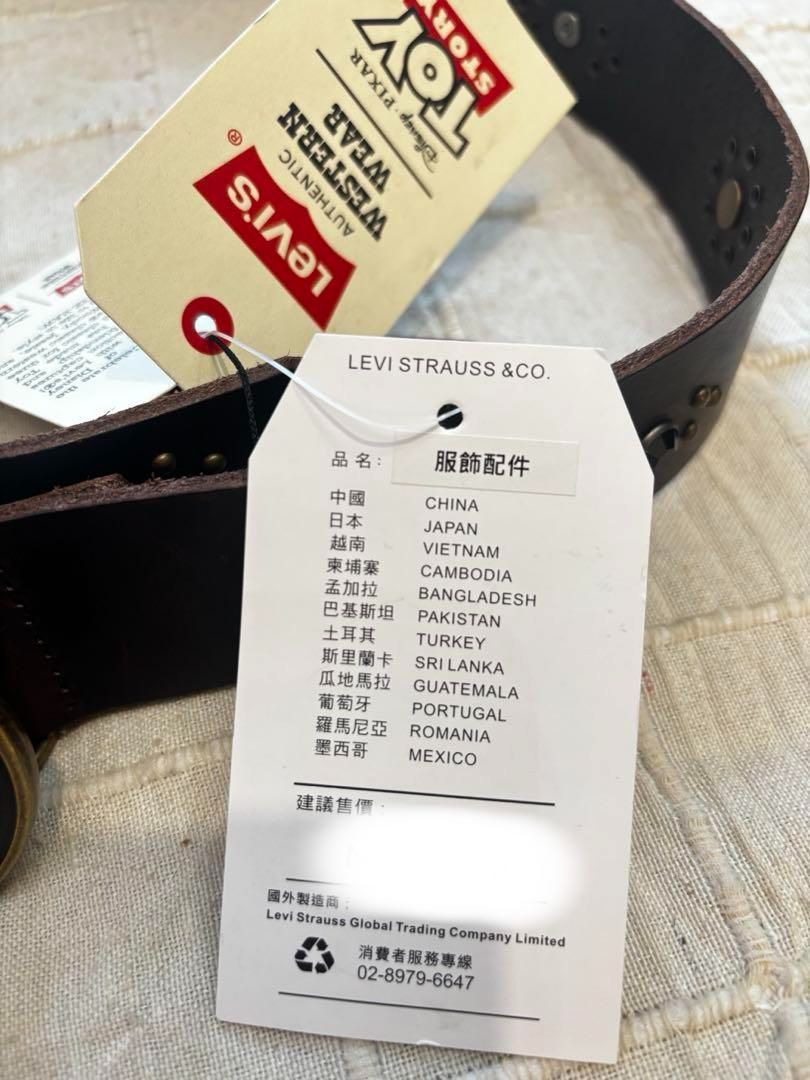 LEVI'S®
AUTHENTIC
WESTERN
WEAR
Disney·PIXAR
TOY
STORY
LEVI STRAUSS &CO.
品名: 服飾配件
中國 CHINA
日本 JAPAN
越南 VIETNAM
柬埔寨 CAMBODIA
孟加拉 BANGLADESH
巴基斯坦 PAKISTAN
土耳其 TURKEY
斯里蘭卡 SRI LANKA
瓜地馬拉 GUATEMALA
葡萄牙 PORTUGAL
羅馬尼亞 ROMANIA
墨西哥 MEXICO
建議售價:
國外製造商:
Levi Strauss Global Trading Company Limited
消費者服務專線
02-8979-6647